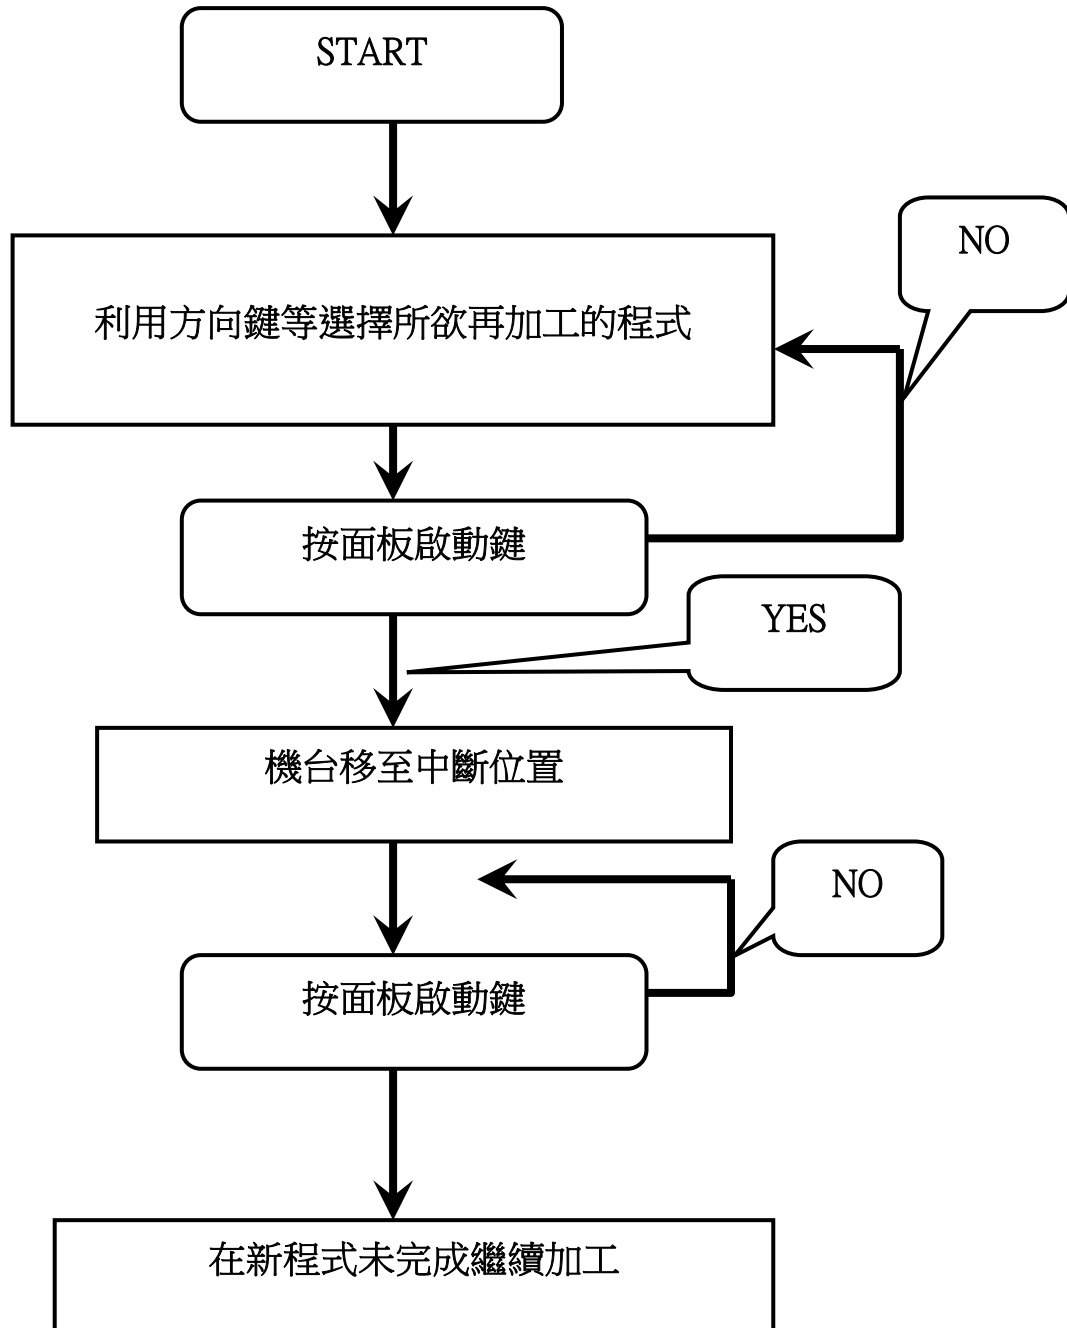 START
NO
利用方向鍵等選擇所欲再加工的程式
按面板啟動鍵
YES
機台移至中斷位置
NO
按面板啟動鍵
在新程式未完成繼續加工